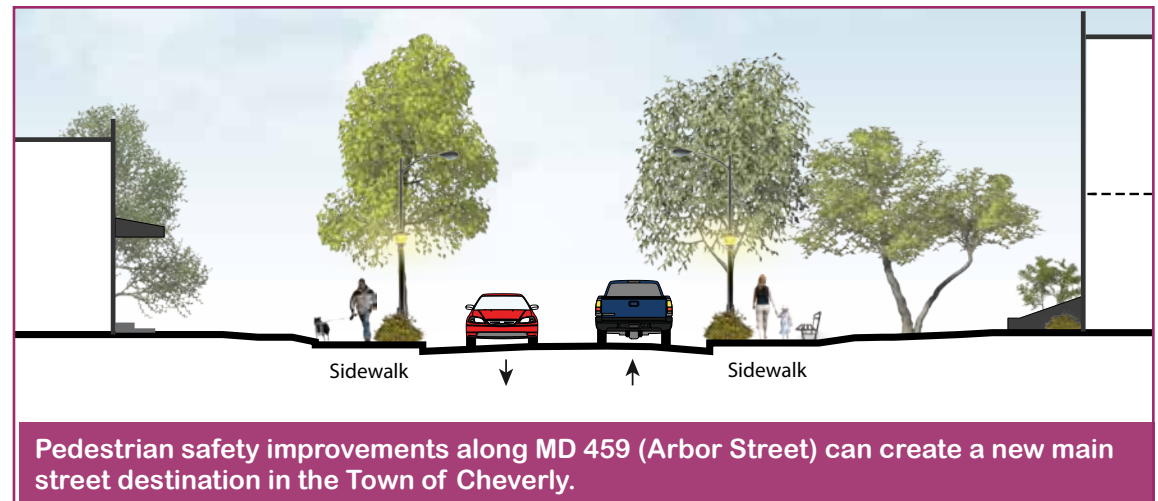 Sidewalk
Sidewalk
Pedestrian safety improvements along MD 459 (Arbor Street) can create a new main
street destination in the Town of Cheverly.